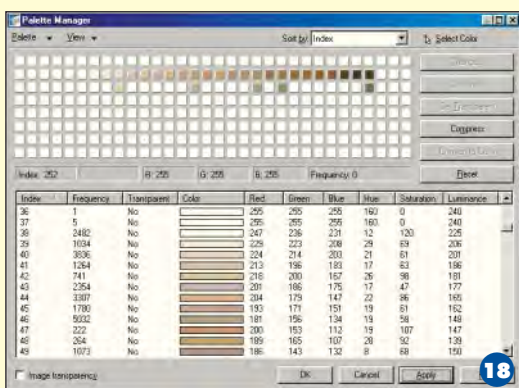 Palette Manager
Palette View Sort by: Index Select Color
Compress
Index: 252 R: 255 G: 255 B: 255 Frequency: 0 Reset
Index Frequency Transparent Color Red Green Blue Hue Saturation Luminance
36 1 No 255 255 255 160 0 240
37 5 No 255 255 255 160 0 240
38 2482 No 247 236 231 12 120 225
39 1034 No 229 223 208 29 69 206
40 3836 No 224 214 203 21 61 201
41 1264 No 213 196 183 17 63 186
42 741 No 218 200 167 26 98 181
43 2354 No 201 186 175 17 47 177
44 3307 No 204 179 147 22 86 165
45 1780 No 193 171 151 19 61 162
46 5032 No 181 156 134 19 58 148
47 222 No 200 153 112 19 107 147
48 264 No 189 165 107 28 92 139
49 1073 No 186 143 132 8 68 150
Image transparency OK Cancel Apply
18